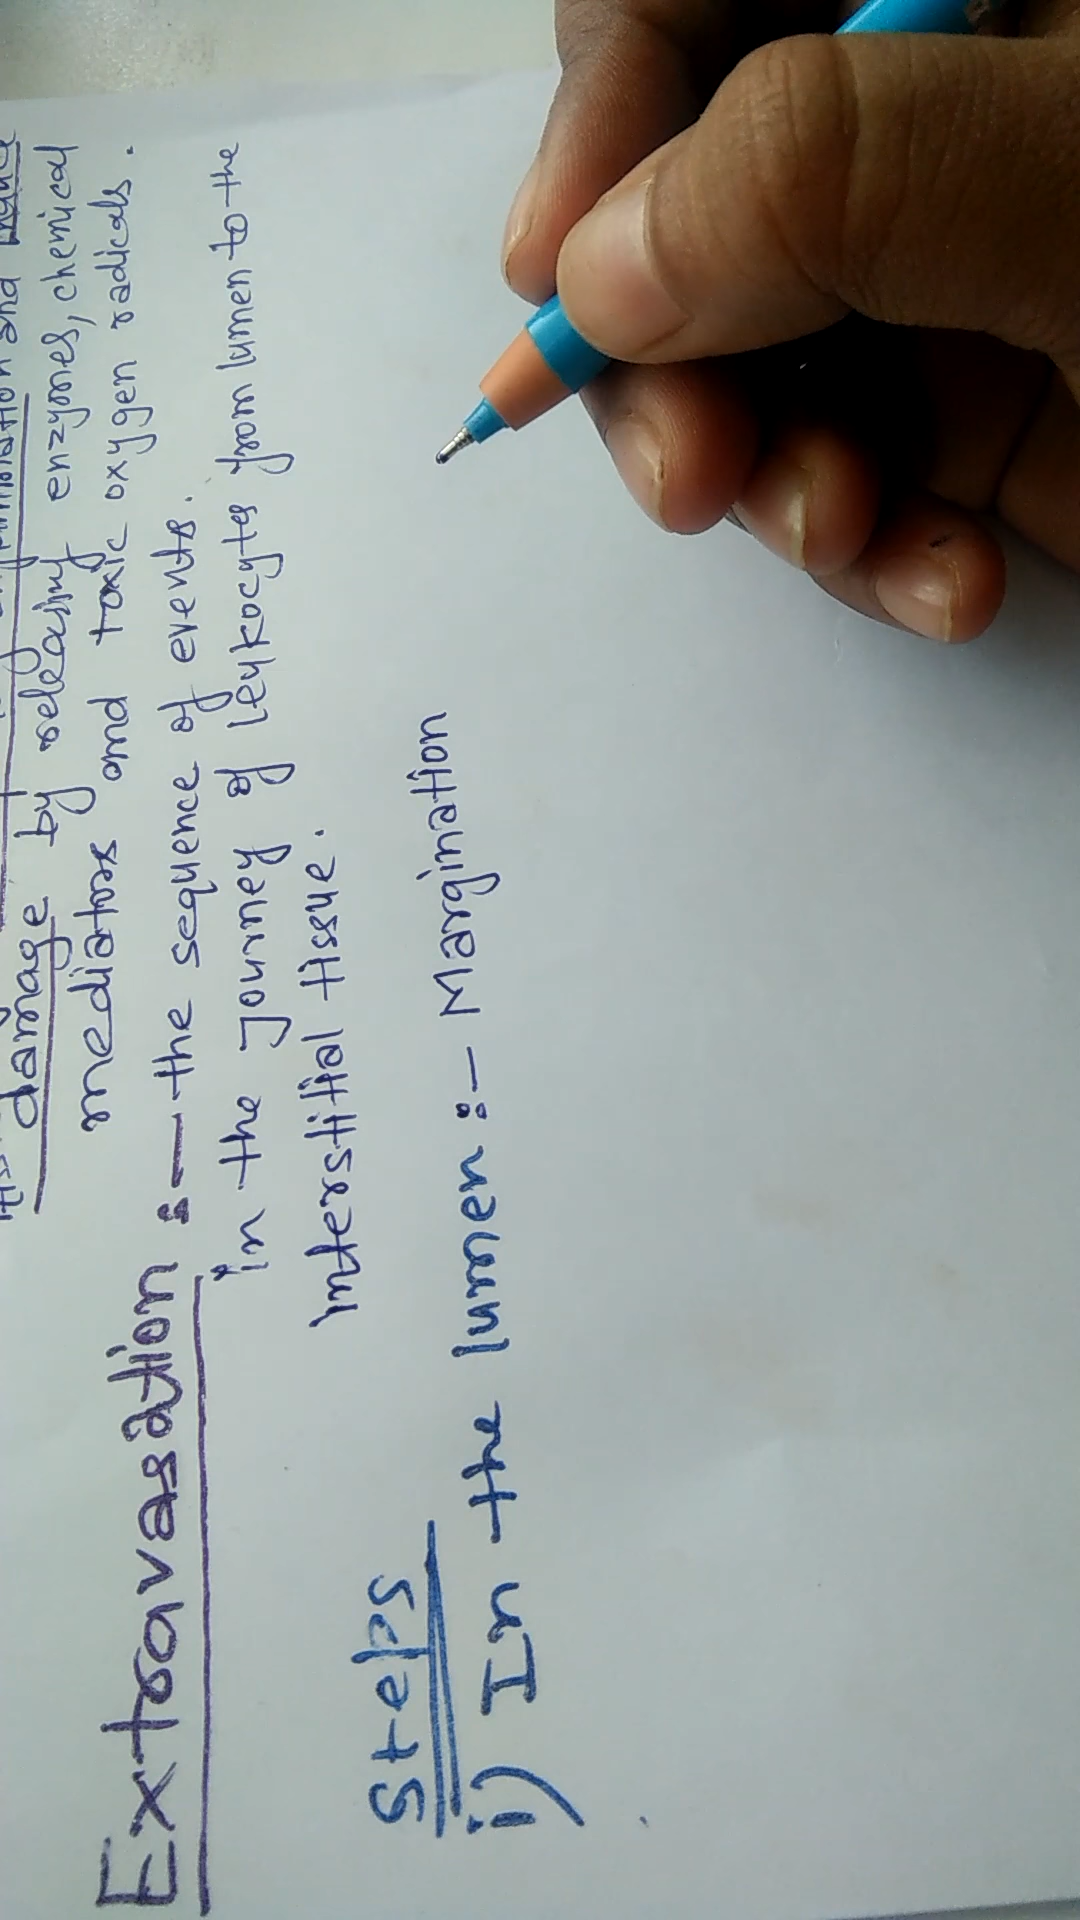 and
damage by releasing enzymes, chemical
mediators and toxic oxygen radicals.
Extravasation :- the sequence of events.
in the journey of leukocytes from lumen to the
interstitial tissue.
Steps
i) In the lumen :- Margination